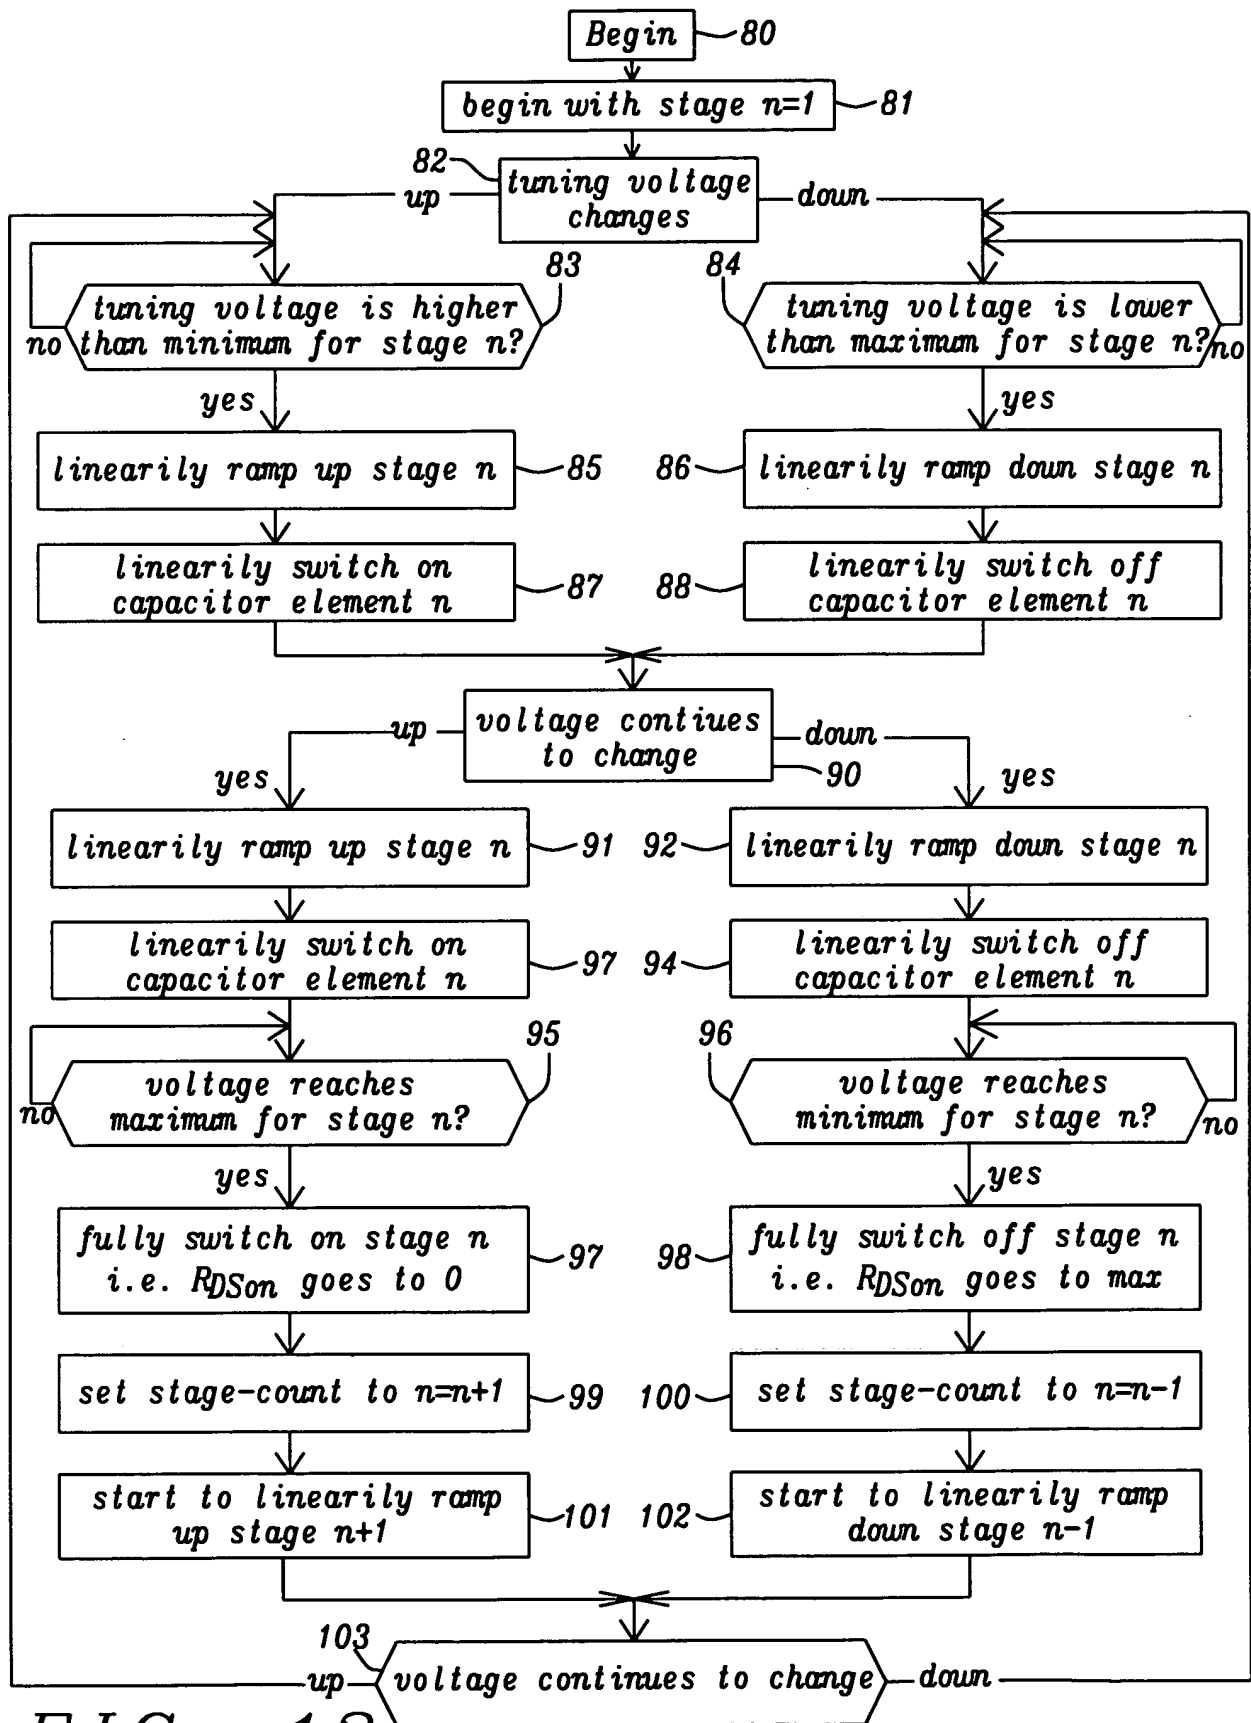 Begin
80
begin with stage n=1
81
82
tuning voltage
changes
up
down
83
84
tuning voltage is higher
than minimum for stage n?
no
tuning voltage is lower
than maximum for stage n?
no
yes
yes
linearily ramp up stage n
85
86
linearily ramp down stage n
linearily switch on
capacitor element n
87
88
linearily switch off
capacitor element n
up
voltage contiues
to change
down
90
yes
yes
linearily ramp up stage n
91
92
linearily ramp down stage n
linearily switch on
capacitor element n
97
94
linearily switch off
capacitor element n
95
96
voltage reaches
maximum for stage n?
no
voltage reaches
minimum for stage n?
no
yes
yes
fully switch on stage n
i.e. RDSon goes to 0
97
98
fully switch off stage n
i.e. RDSon goes to max
set stage-count to n=n+1
99
100
set stage-count to n=n-1
start to linearily ramp
up stage n+1
101
102
start to linearily ramp
down stage n-1
103
up
voltage continues to change
down